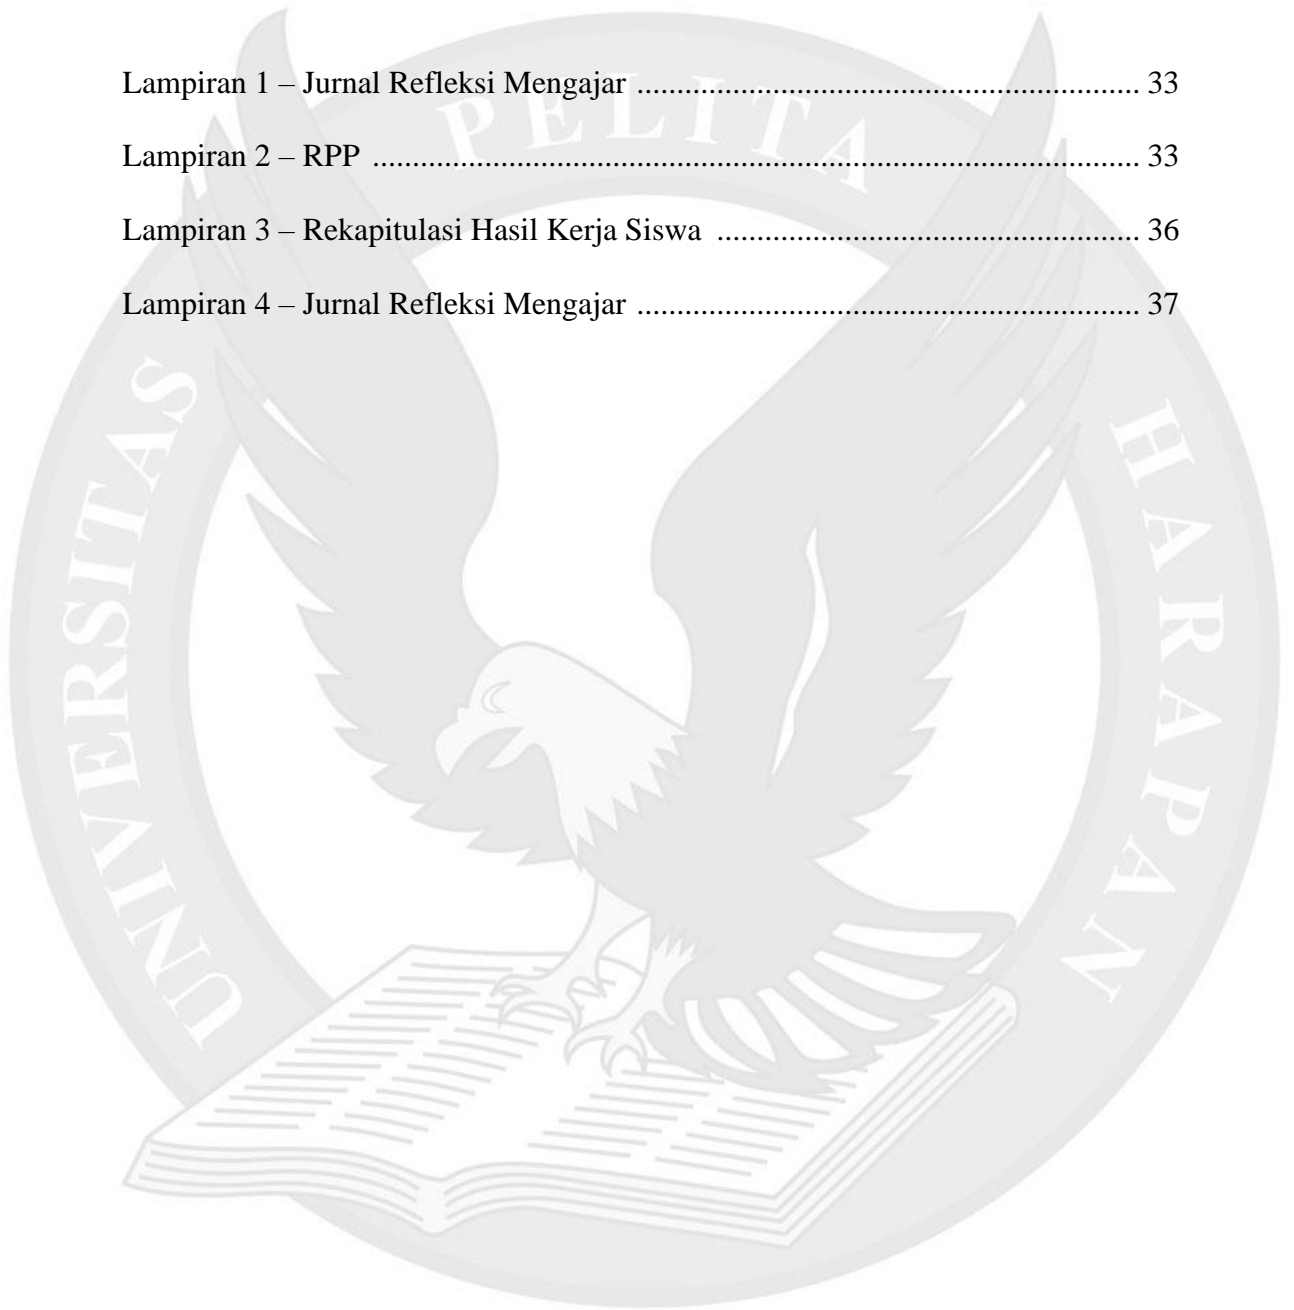 Lampiran 1 – Jurnal Refleksi Mengajar ................................................................ 33
Lampiran 2 – RPP .................................................................................................. 33
Lampiran 3 – Rekapitulasi Hasil Kerja Siswa ...................................................... 36
Lampiran 4 – Jurnal Refleksi Mengajar ................................................................ 37
UNIVERSITAS PELITA HARAPAN